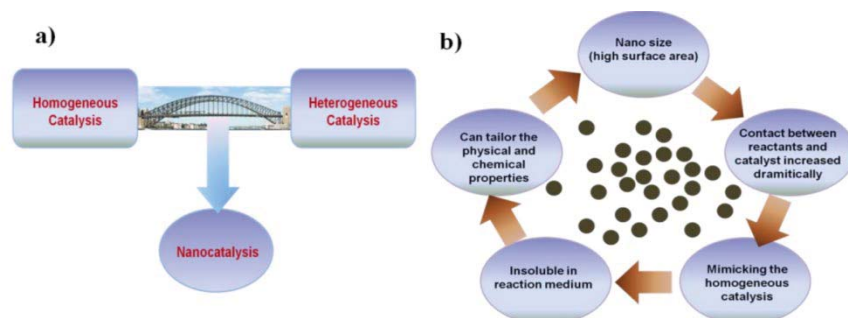 a)
Homogeneous
Catalysis
Heterogeneous
Catalysis
Nanocatalysis
b)
Nano size
(high surface area)
Contact between
reactants and
catalyst increased
dramitically
Mimicking the
homogeneous
catalysis
Insoluble in
reaction medium
Can tailor the
physical and
chemical
properties